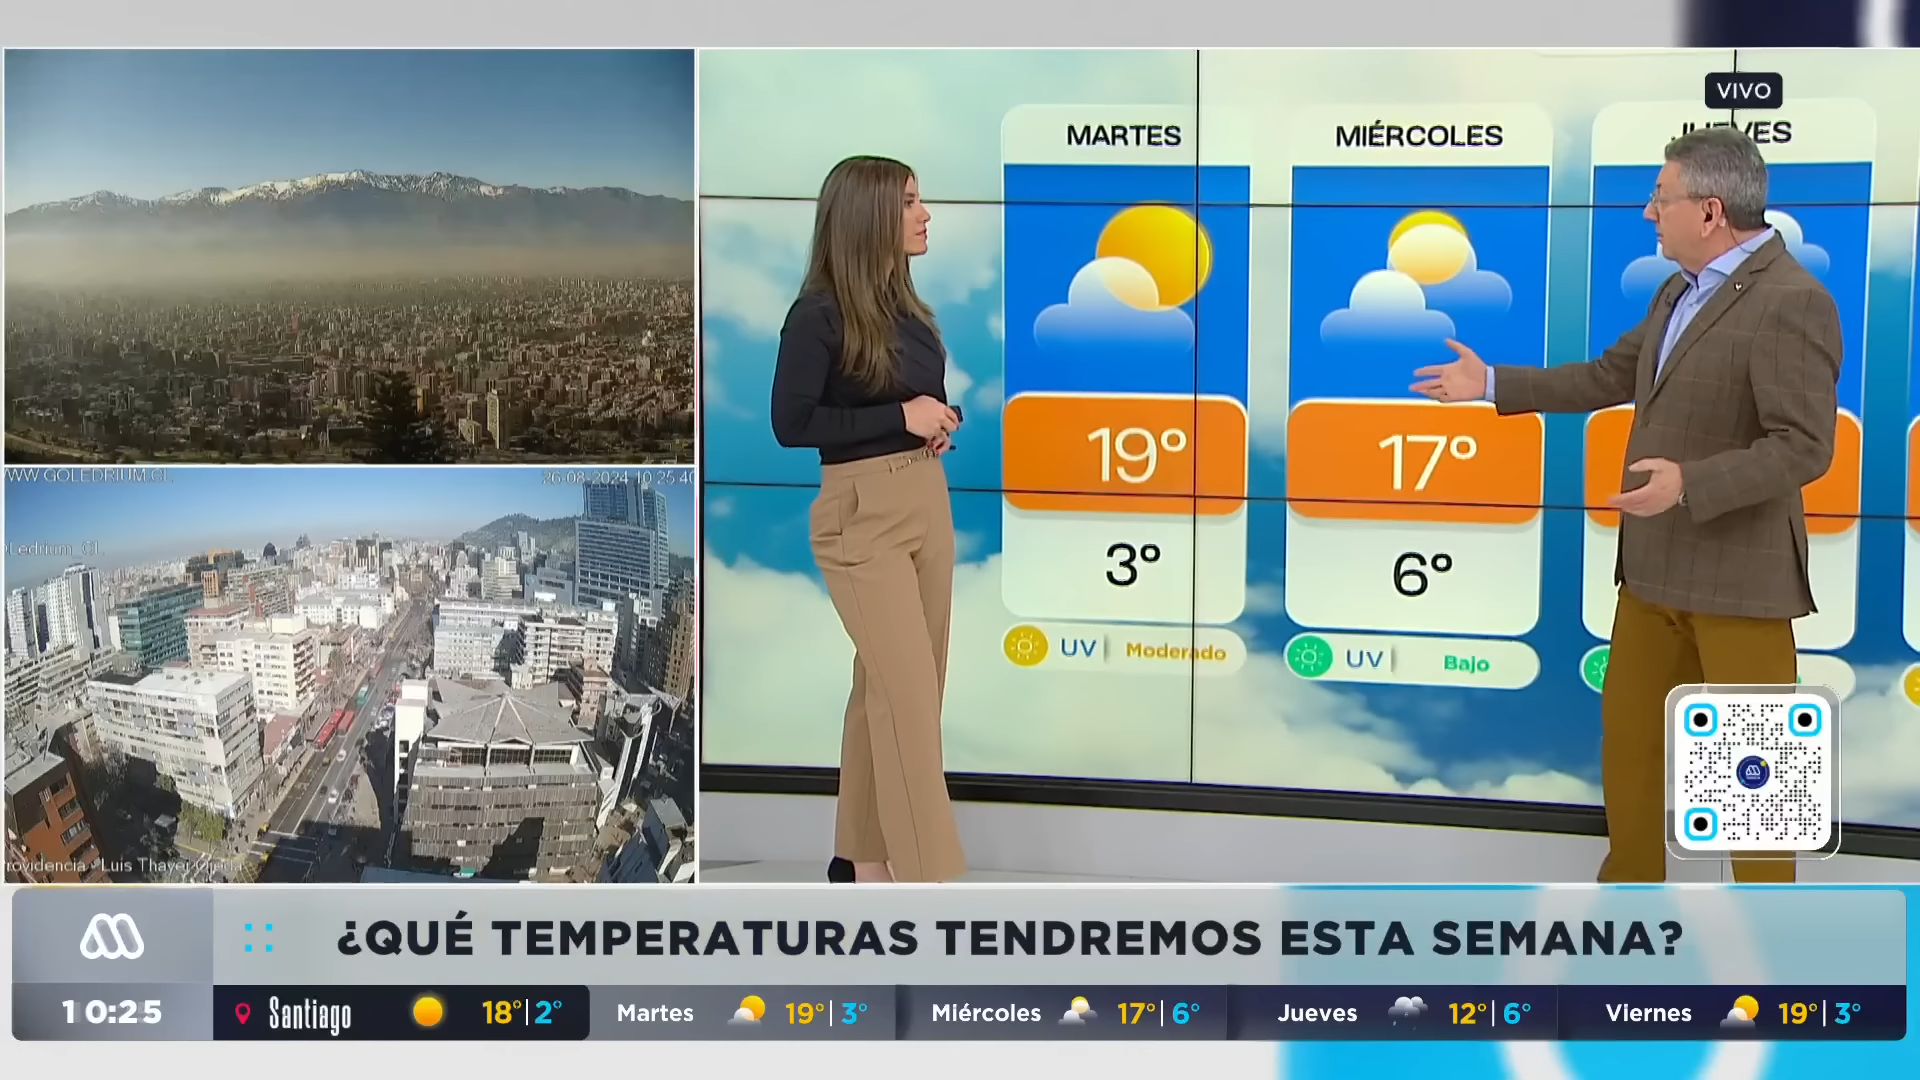 VIVO
MARTES
MIÉRCOLES
19°
17°
3°
6°
UV Moderado
UV Bajo
WWW GOLEDRIUM.CL
26-08-2024 10 25 40
Luis Thayer Ojeda
¿QUÉ TEMPERATURAS TENDREMOS ESTA SEMANA?
10:25
Santiago 18° | 2°
Martes 19° | 3°
Miércoles 17° | 6°
Jueves 12° | 6°
Viernes 19° | 3°